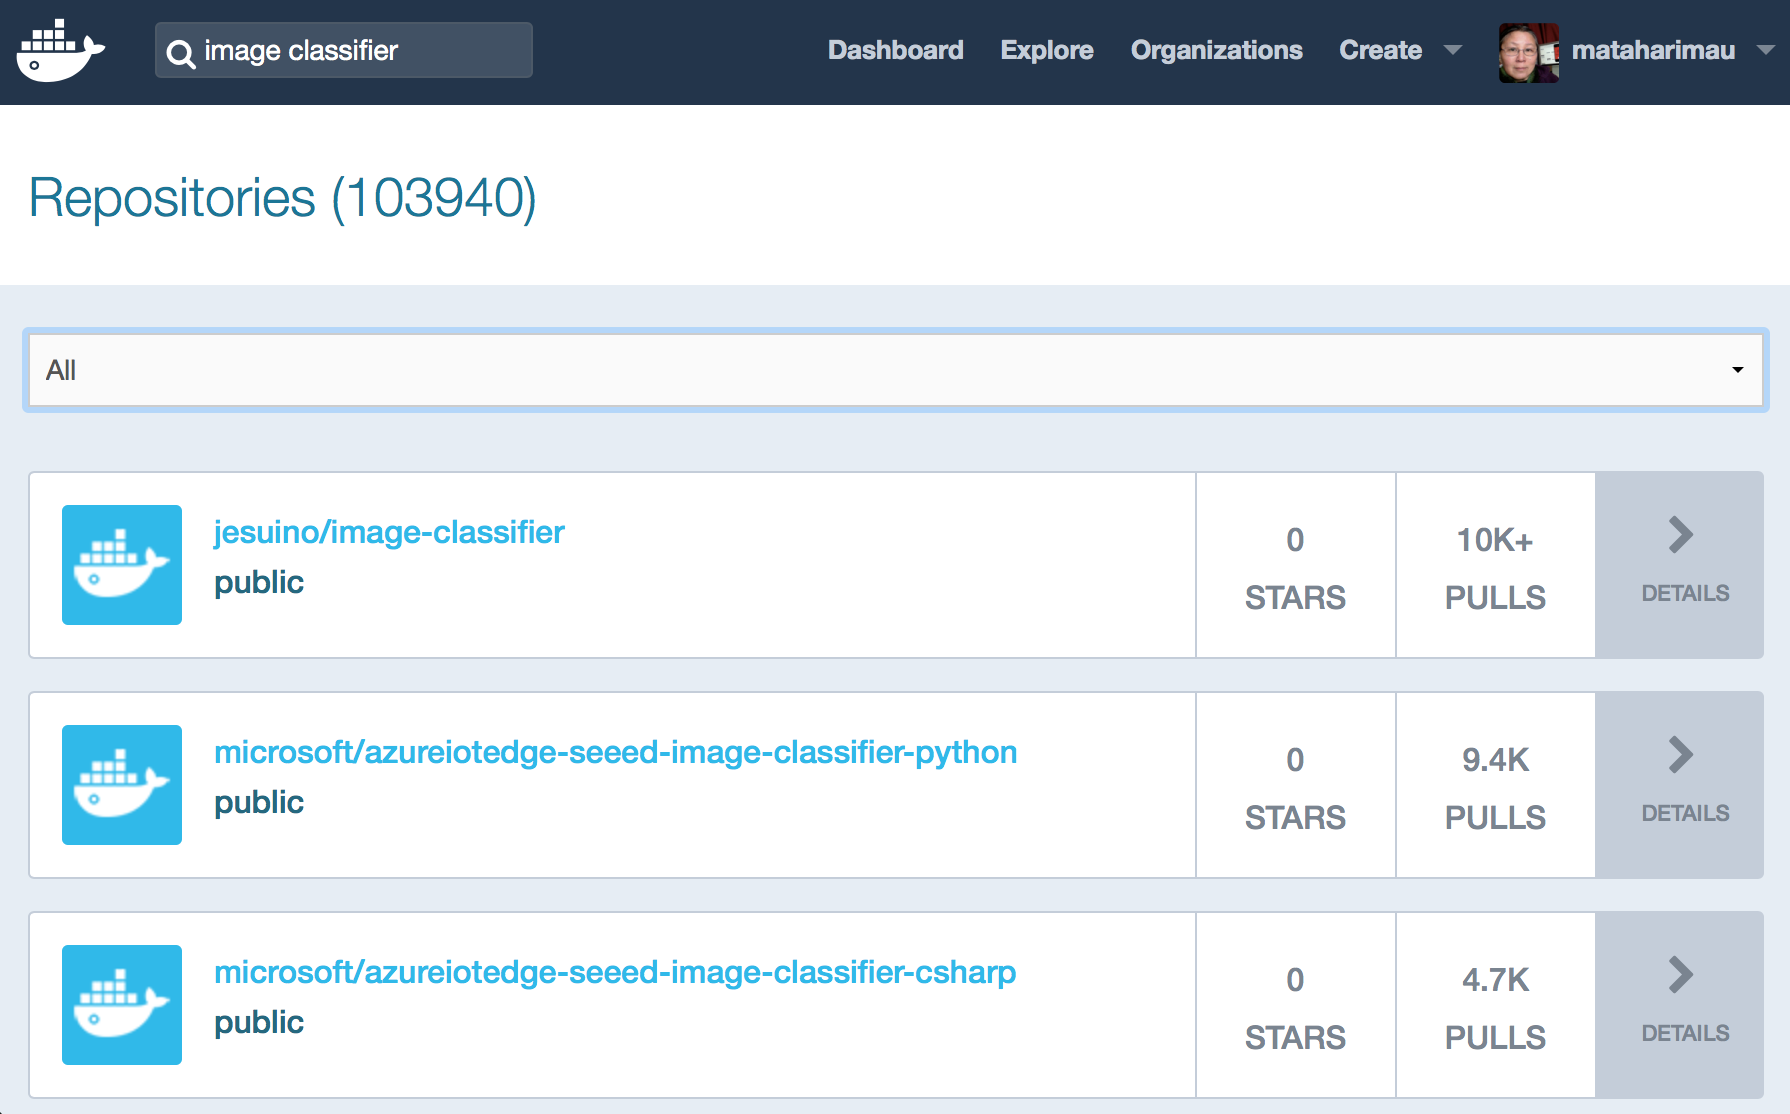 image classifier
Dashboard Explore Organizations Create mataharimau
Repositories (103940)
All
jesuino/image-classifier
public
0
STARS
10K+
PULLS
DETAILS
microsoft/azureiotedge-seeed-image-classifier-python
public
0
STARS
9.4K
PULLS
DETAILS
microsoft/azureiotedge-seeed-image-classifier-csharp
public
0
STARS
4.7K
PULLS
DETAILS